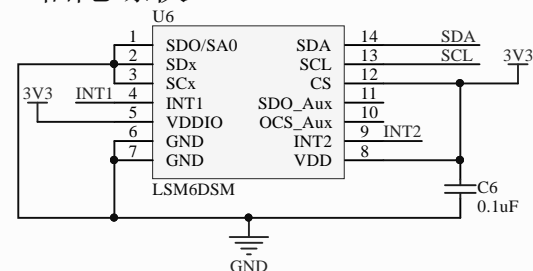 U6
1 SDO/SA0 SDA 14 SDA
2 SDx SCL 13 SCL
3 SCx CS 12 3V3
3V3 INT1 4 INT1 SDO_Aux 11
5 VDDIO OCS_Aux 10
6 GND INT2 9 INT2
7 GND VDD 8
LSM6DSM
C6
0.1uF
GND